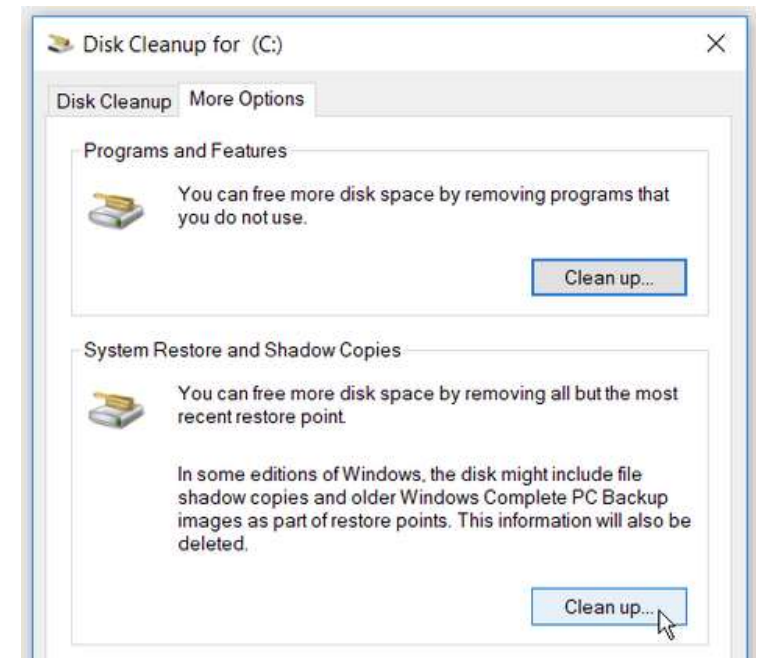 Disk Cleanup for (C:)
Disk Cleanup More Options
Programs and Features
You can free more disk space by removing programs that
you do not use.
Clean up...
System Restore and Shadow Copies
You can free more disk space by removing all but the most
recent restore point.
In some editions of Windows, the disk might include file
shadow copies and older Windows Complete PC Backup
images as part of restore points. This information will also be
deleted.
Clean up...